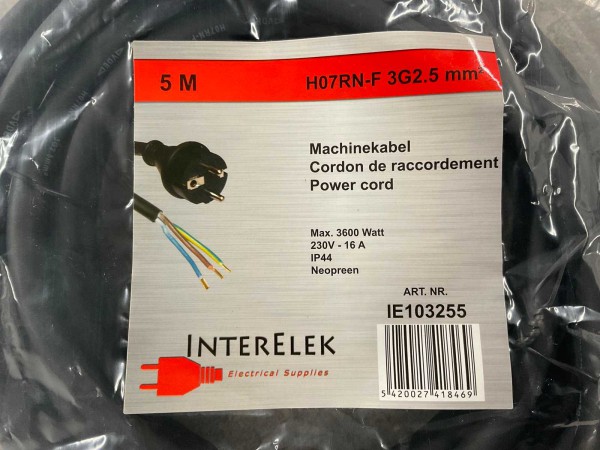 5 M
H07RN-F 3G2.5 mm²
Machinekabel
Cordon de raccordement
Power cord
Max. 3600 Watt
230V - 16 A
IP44
Neopreen
ART. NR.
IE103255
5 420027 418469
INTERELEK
Electrical Supplies